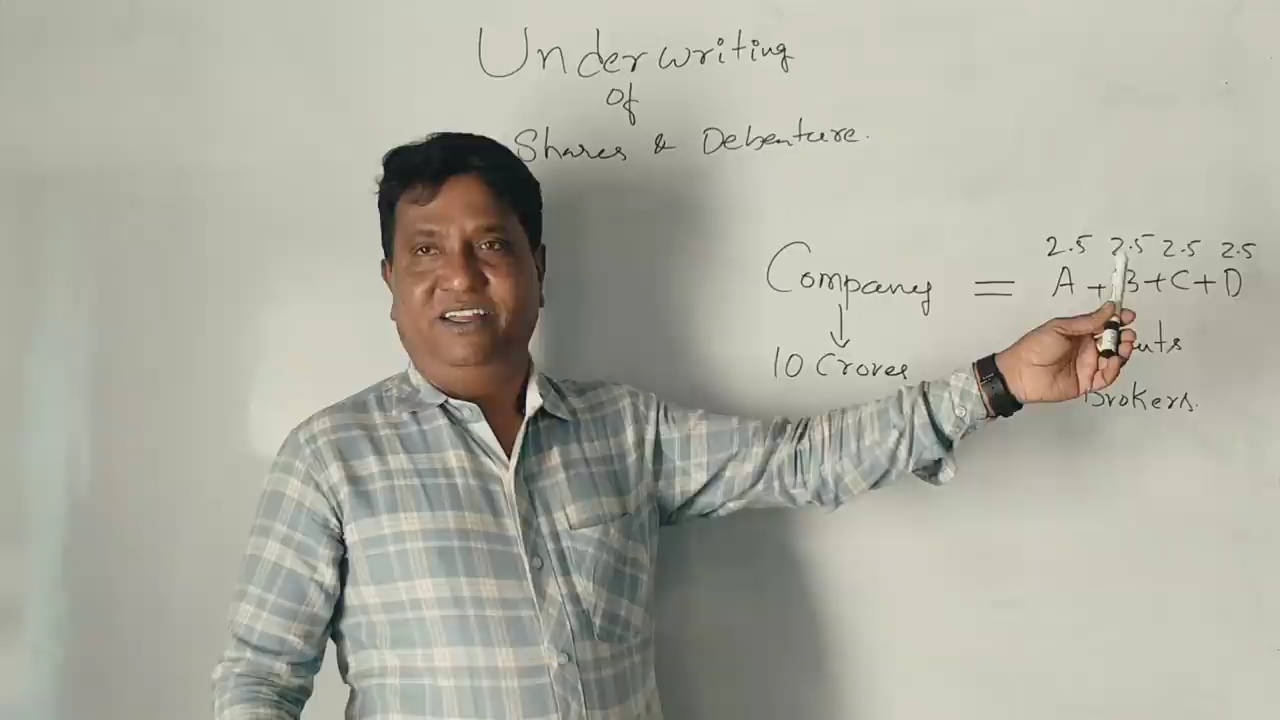 Underwriting
of
Shares & Debenture.
2.5 2.5 2.5 2.5
Company = A + B + C + D
↓
10 Crores
Brokers.